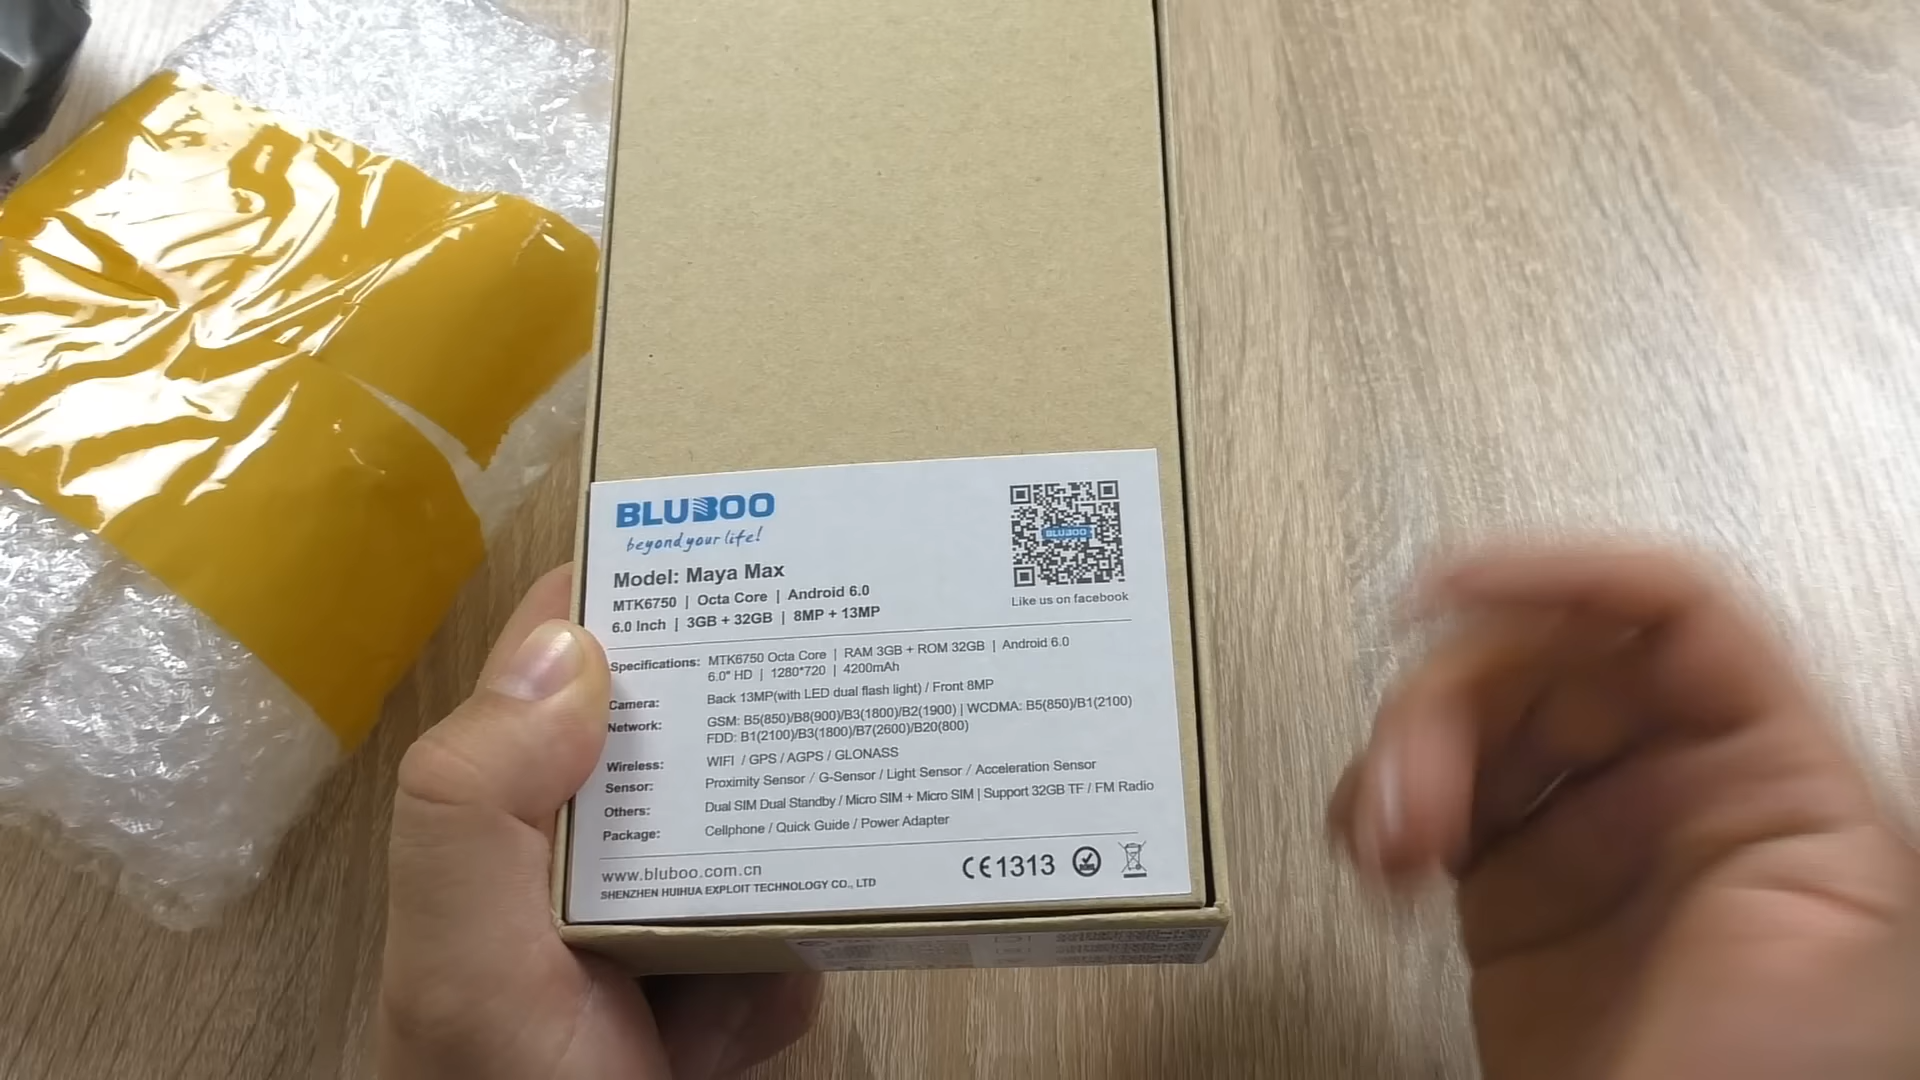 BLUBOO
beyond your life!
BLUBOO
Like us on facebook
Model: Maya Max
MTK6750 | Octa Core | Android 6.0
6.0 Inch | 3GB + 32GB | 8MP + 13MP
Specifications: MTK6750 Octa Core | RAM 3GB + ROM 32GB | Android 6.0
6.0" HD | 1280*720 | 4200mAh
Camera: Back 13MP(with LED dual flash light) / Front 8MP
Network: GSM: B5(850)/B8(900)/B3(1800)/B2(1900) | WCDMA: B5(850)/B1(2100)
FDD: B1(2100)/B3(1800)/B7(2600)/B20(800)
Wireless: WIFI / GPS / AGPS / GLONASS
Sensor: Proximity Sensor / G-Sensor / Light Sensor / Acceleration Sensor
Others: Dual SIM Dual Standby / Micro SIM + Micro SIM | Support 32GB TF / FM Radio
Package: Cellphone / Quick Guide / Power Adapter
www.bluboo.com.cn
SHENZHEN HUIHUA EXPLOIT TECHNOLOGY CO., LTD
CE1313